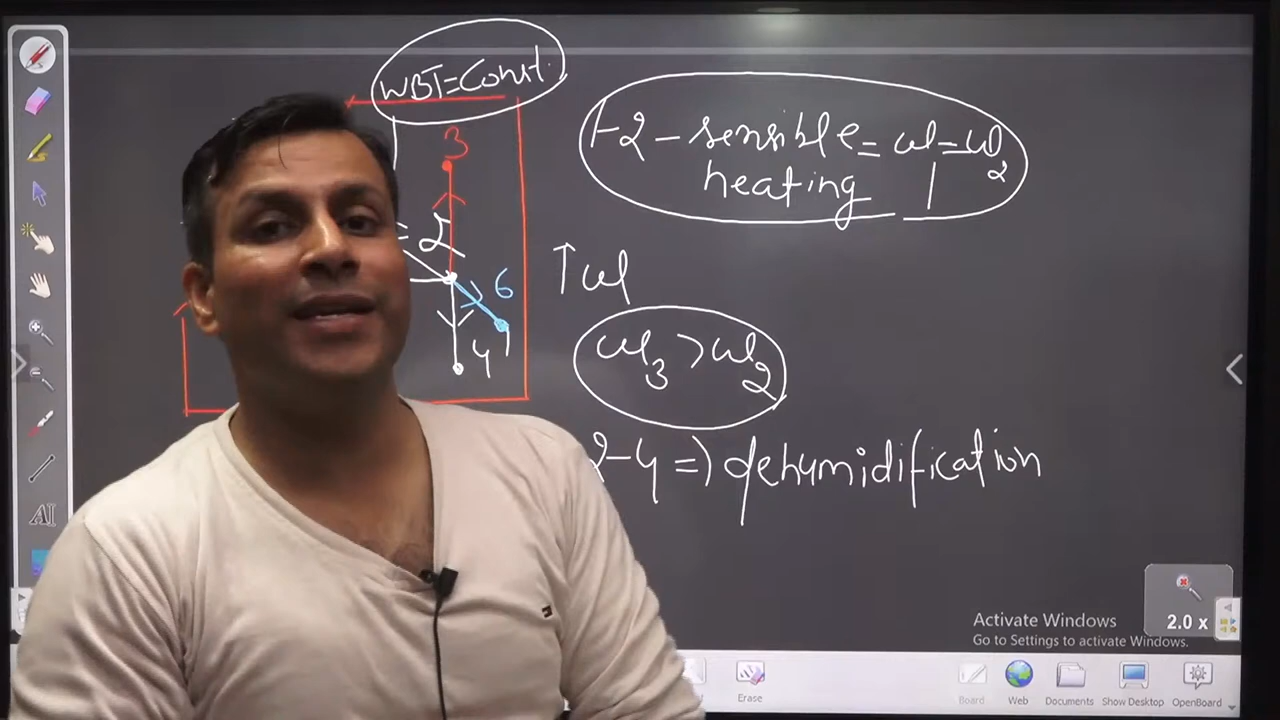 WBT=Const.
1-2-sensible = ω1=ω2
heating
3
2
6
4
↑ω
ω3>ω2
2-4=>dehumidification
AI
2.0 x
Activate Windows
Go to Settings to activate Windows.
Erase
Board
Web
Documents
Show Desktop
OpenBoard